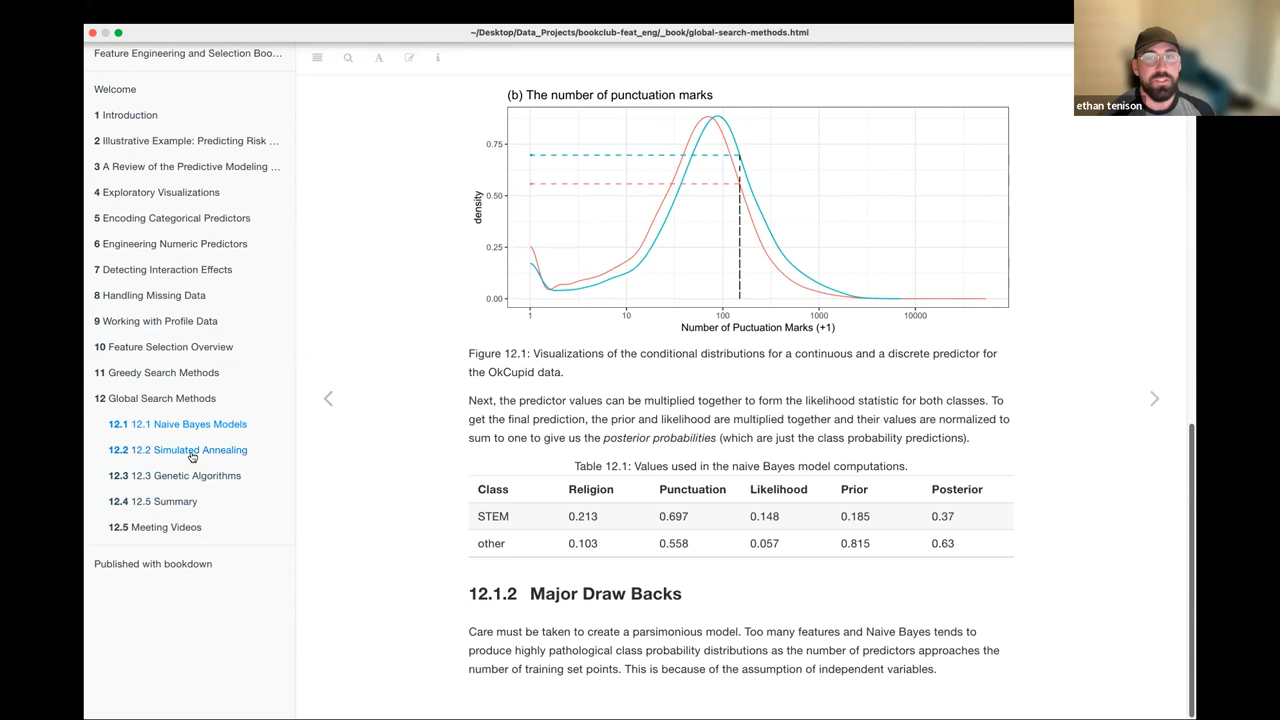 ~/Desktop/Data_Projects/bookclub-feat_eng/_book/global-search-methods.html
ethan tenison
Feature Engineering and Selection Boo...
Welcome
1 Introduction
2 Illustrative Example: Predicting Risk ...
3 A Review of the Predictive Modeling ...
4 Exploratory Visualizations
5 Encoding Categorical Predictors
6 Engineering Numeric Predictors
7 Detecting Interaction Effects
8 Handling Missing Data
9 Working with Profile Data
10 Feature Selection Overview
11 Greedy Search Methods
12 Global Search Methods
12.1 12.1 Naive Bayes Models
12.2 12.2 Simulated Annealing
12.3 12.3 Genetic Algorithms
12.4 12.5 Summary
12.5 Meeting Videos
Published with bookdown
(b) The number of punctuation marks
density
0.75
0.50
0.25
0.00
1 10 100 1000 10000
Number of Puctuation Marks (+1)
Figure 12.1: Visualizations of the conditional distributions for a continuous and a discrete predictor for
the OkCupid data.
Next, the predictor values can be multiplied together to form the likelihood statistic for both classes. To
get the final prediction, the prior and likelihood are multiplied together and their values are normalized to
sum to one to give us the posterior probabilities (which are just the class probability predictions).
Table 12.1: Values used in the naive Bayes model computations.
Class Religion Punctuation Likelihood Prior Posterior
STEM 0.213 0.697 0.148 0.185 0.37
other 0.103 0.558 0.057 0.815 0.63
12.1.2 Major Draw Backs
Care must be taken to create a parsimonious model. Too many features and Naive Bayes tends to
produce highly pathological class probability distributions as the number of predictors approaches the
number of training set points. This is because of the assumption of independent variables.